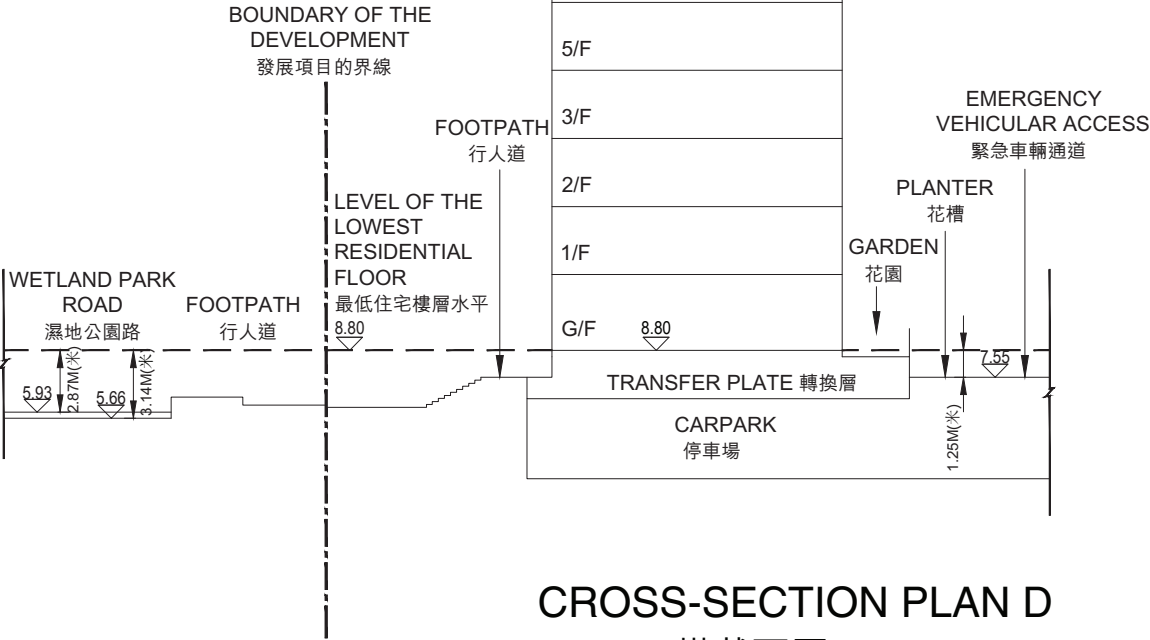 BOUNDARY OF THE
DEVELOPMENT
發展項目的界線
5/F
3/F
2/F
1/F
G/F
8.80
FOOTPATH
行人道
EMERGENCY
VEHICULAR ACCESS
緊急車輛通道
PLANTER
花槽
GARDEN
花園
LEVEL OF THE
LOWEST
RESIDENTIAL
FLOOR
最低住宅樓層水平
8.80
WETLAND PARK
ROAD
濕地公園路
FOOTPATH
行人道
5.93
2.87M(米)
5.66
3.14M(米)
7.55
1.25M(米)
TRANSFER PLATE 轉換層
CARPARK
停車場
CROSS-SECTION PLAN D